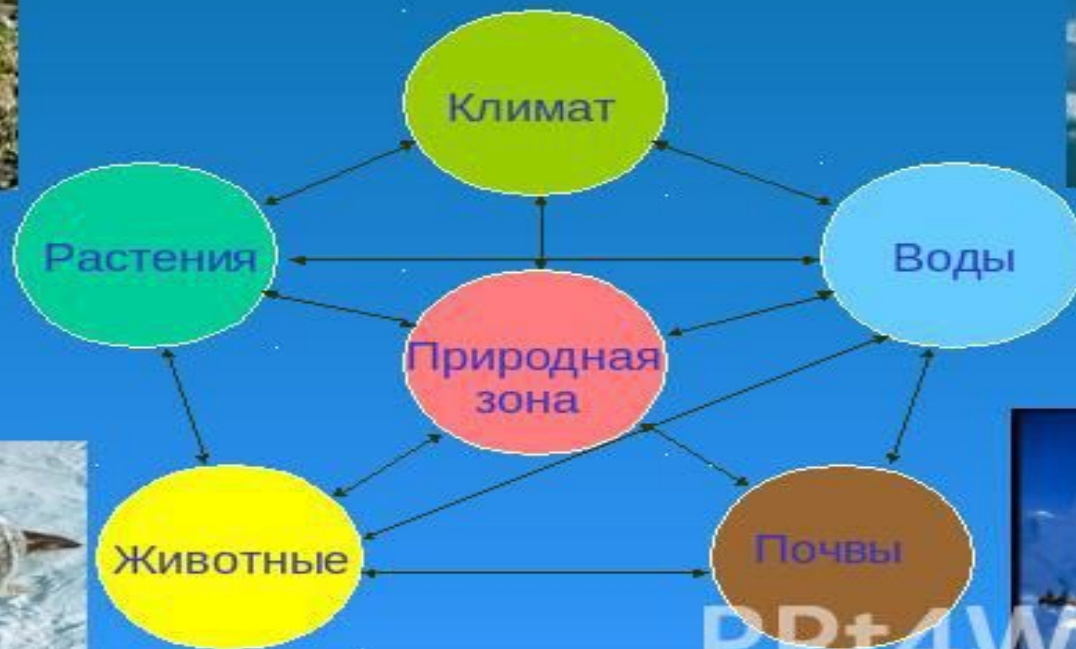 Климат
Растения
Воды
Природная
зона
Животные
Почвы